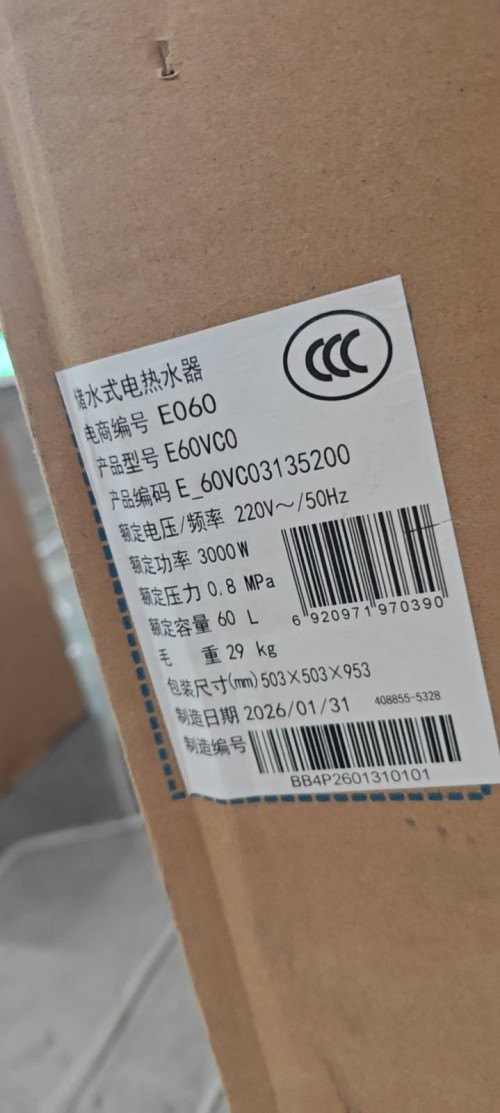 CCC
储水式电热水器
电商编号 E060
产品型号 E60VC0
产品编码 E_60VC03135200
额定电压/频率 220V～/50Hz
额定功率 3000W
额定压力 0.8 MPa
额定容量 60 L
毛 重 29 kg
6 920971 970390
包装尺寸(mm) 503×503×953
制造日期 2026/01/31
408855-5328
制造编号
BB4P2601310101